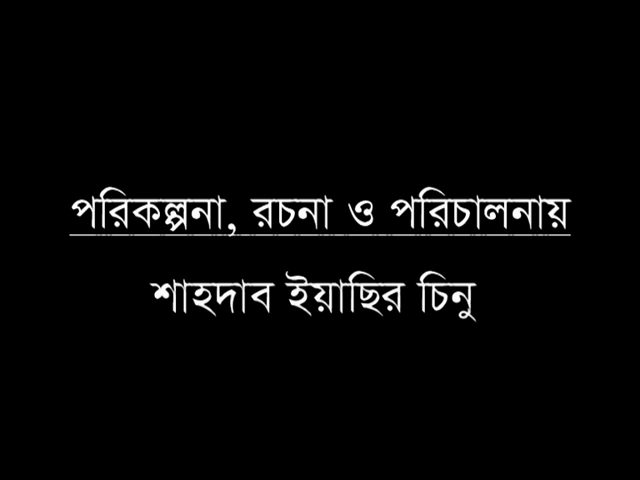 পরিকল্পনা, রচনা ও পরিচালনায়
শাহদাব ইয়াছির চিনু